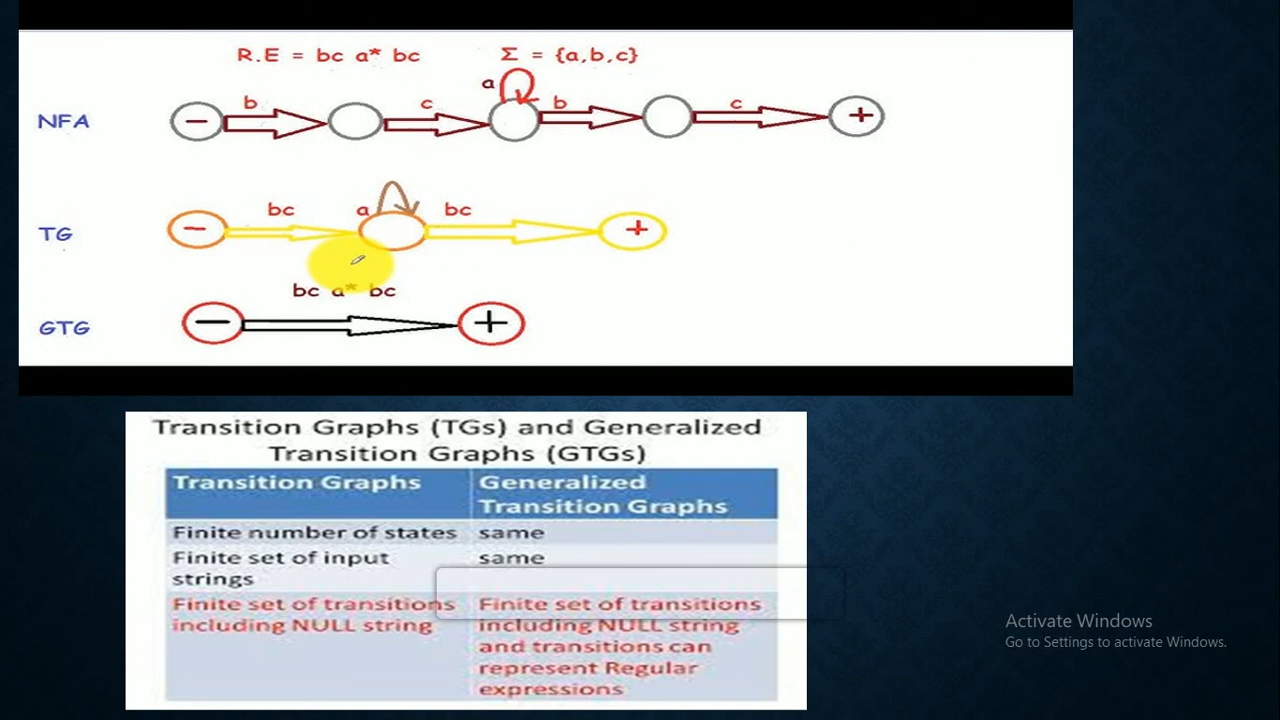 R.E = bc a* bc Σ = {a,b,c}
a
b c b c
NFA − +
bc a bc
TG − +
bc a* bc
GTG − +
Transition Graphs (TGs) and Generalized
Transition Graphs (GTGs)
Transition Graphs
Generalized
Transition Graphs
Finite number of states
same
Finite set of input
strings
same
Finite set of transitions
including NULL string
Finite set of transitions
including NULL string
and transitions can
represent Regular
expressions
Activate Windows
Go to Settings to activate Windows.